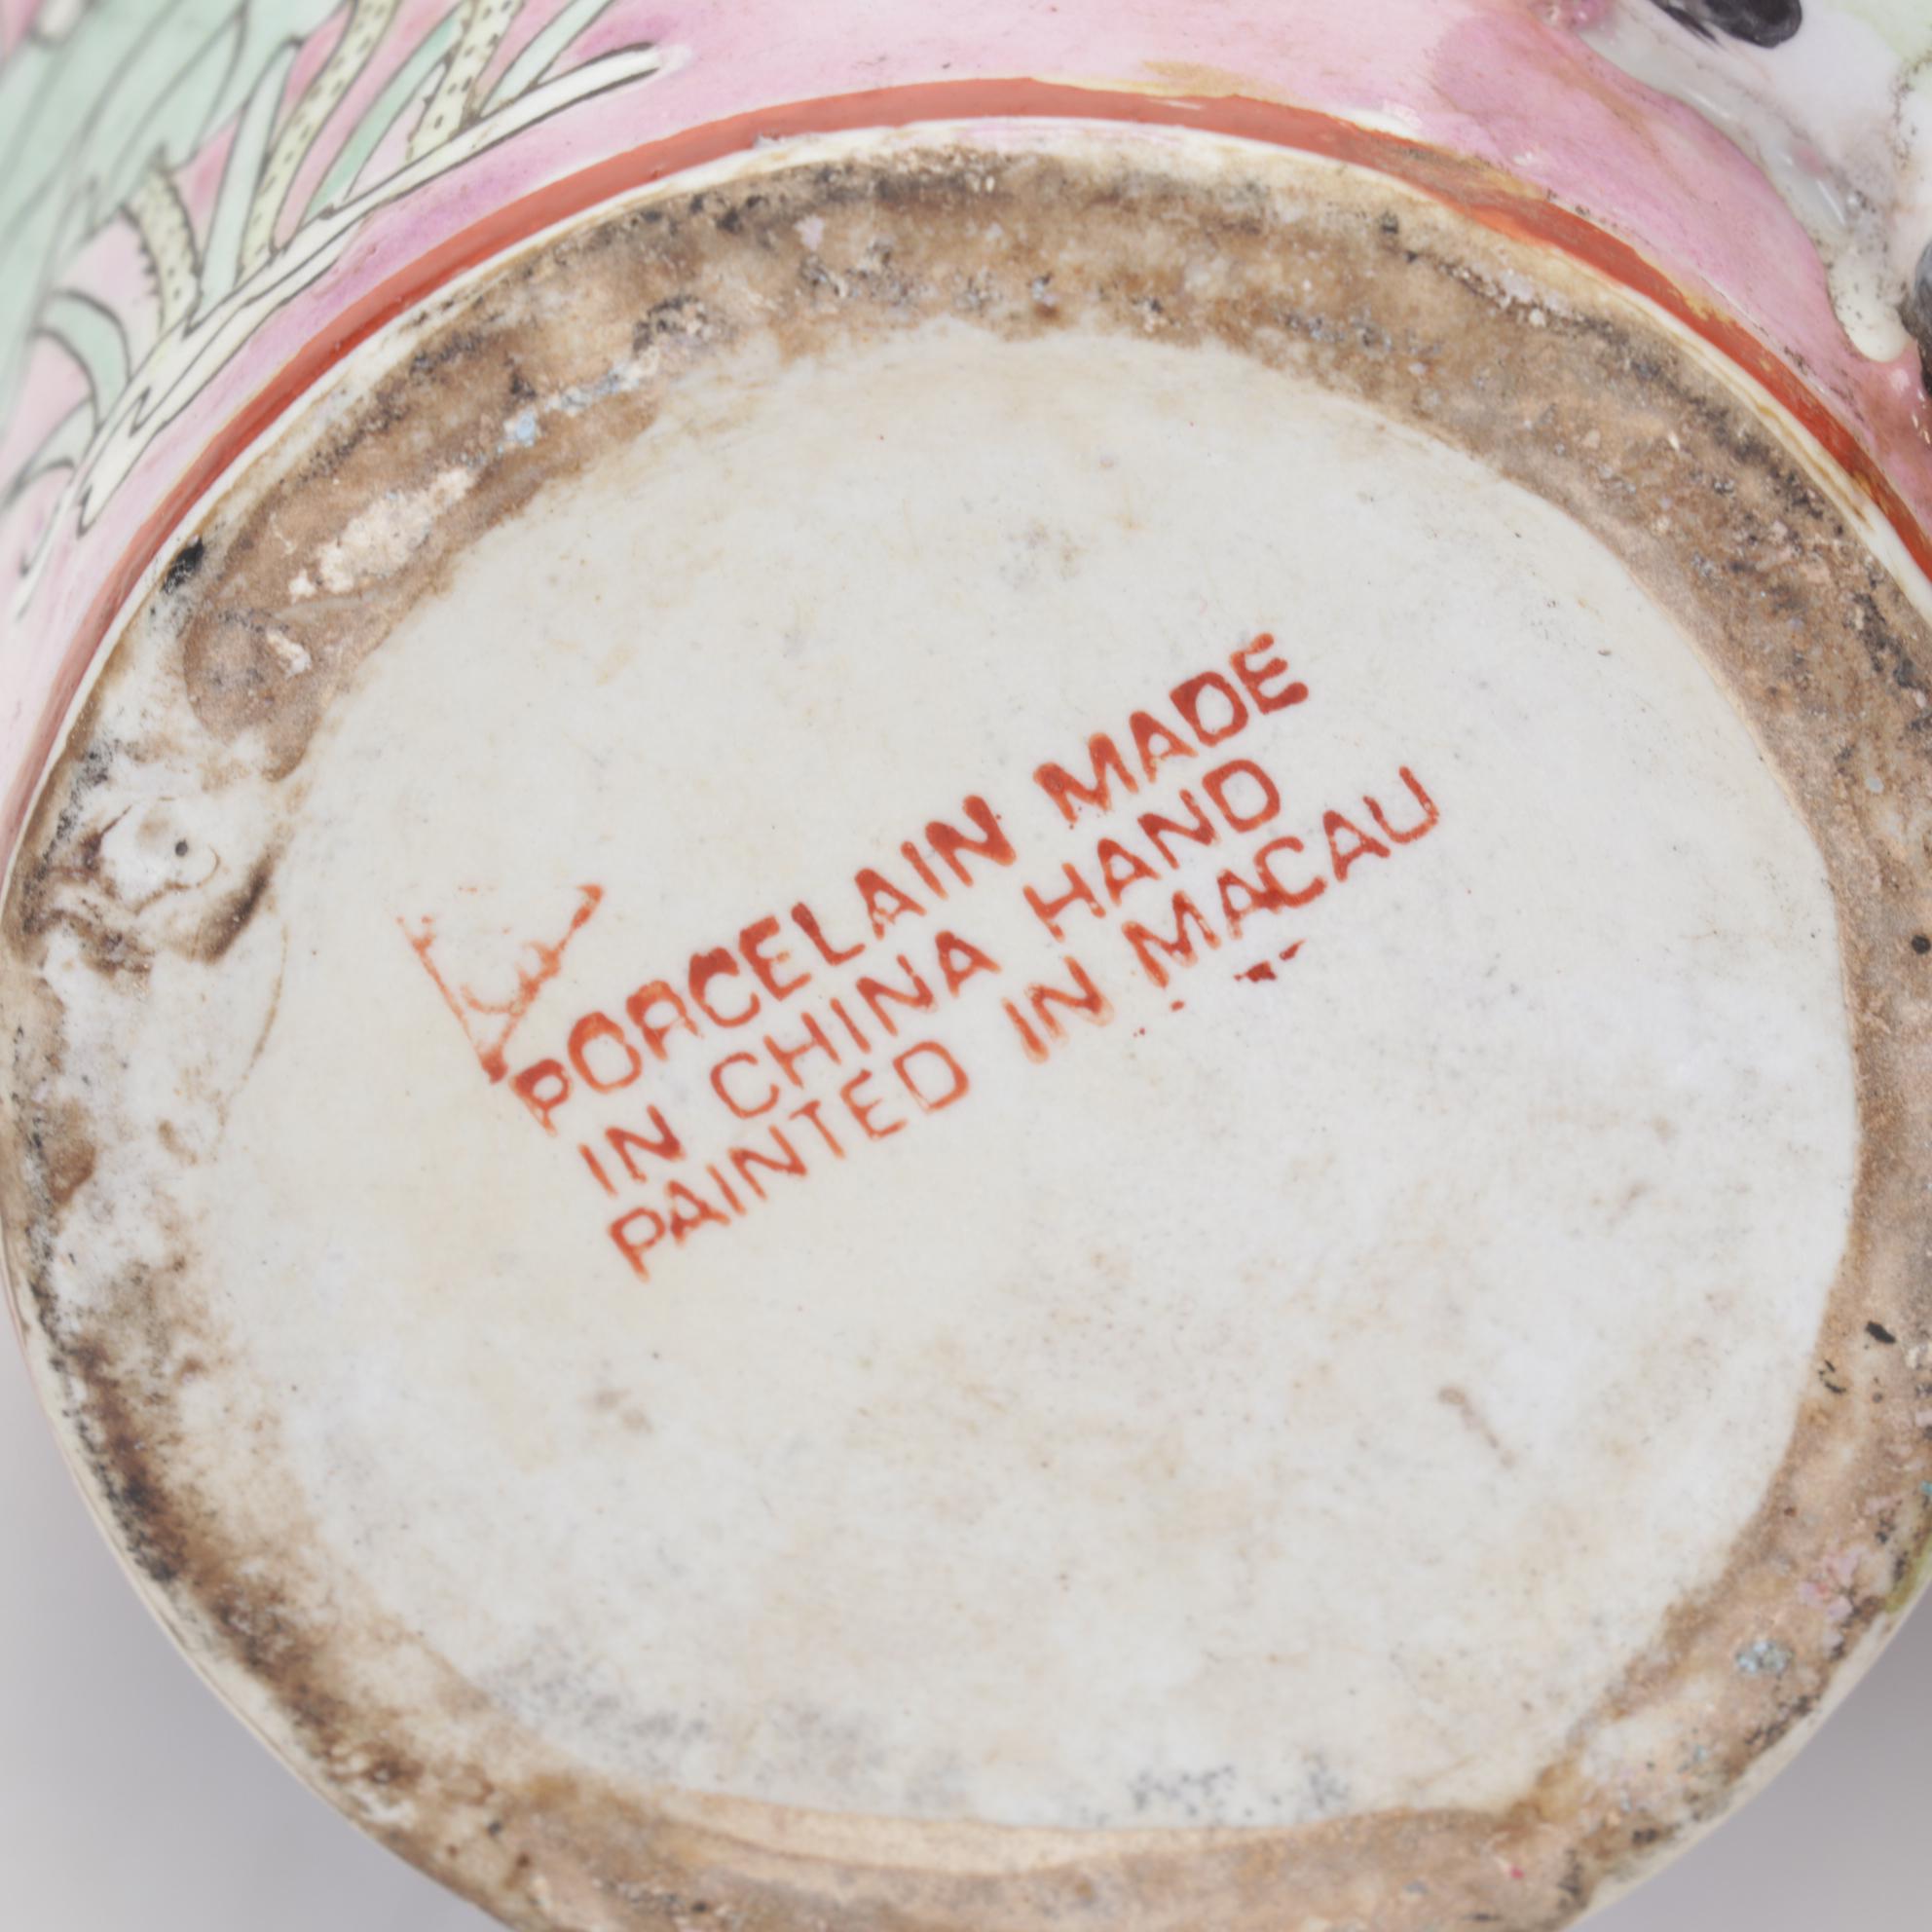 PORCELAIN MADE
IN CHINA HAND
PAINTED IN MACAU